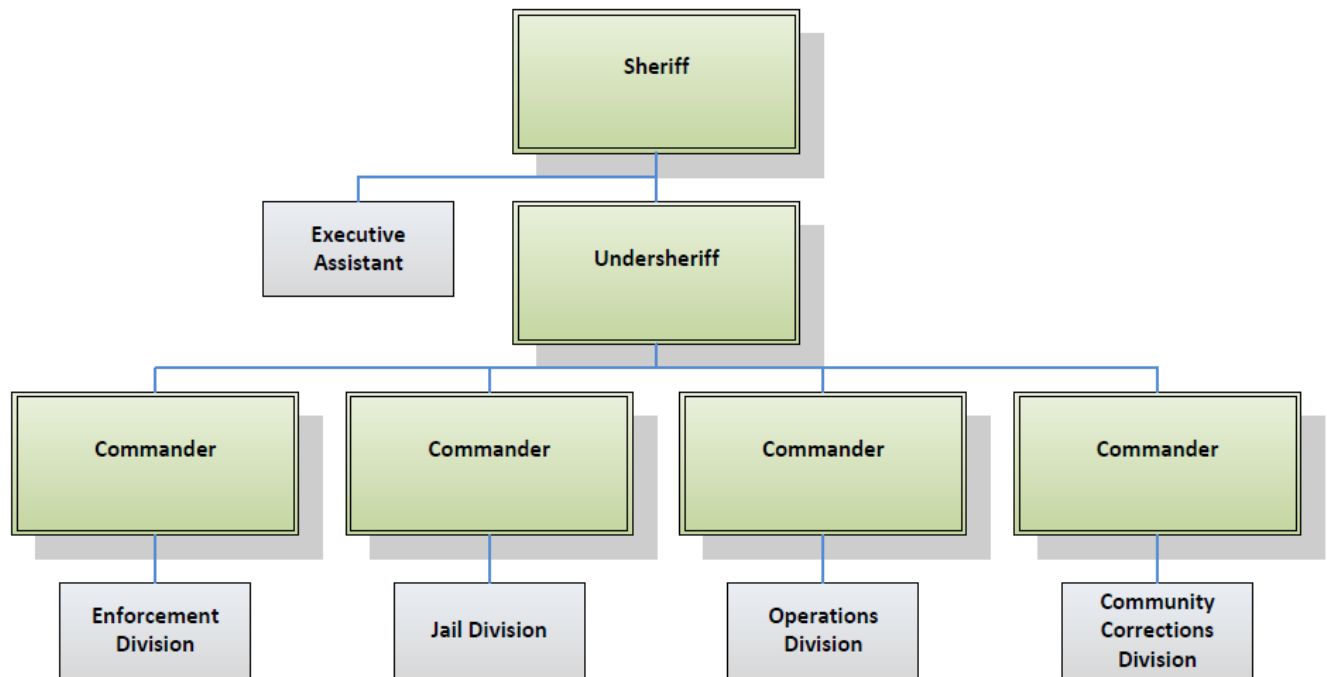 Sheriff
Executive
Assistant
Undersheriff
Commander
Commander
Commander
Commander
Enforcement
Division
Jail Division
Operations
Division
Community
Corrections
Division